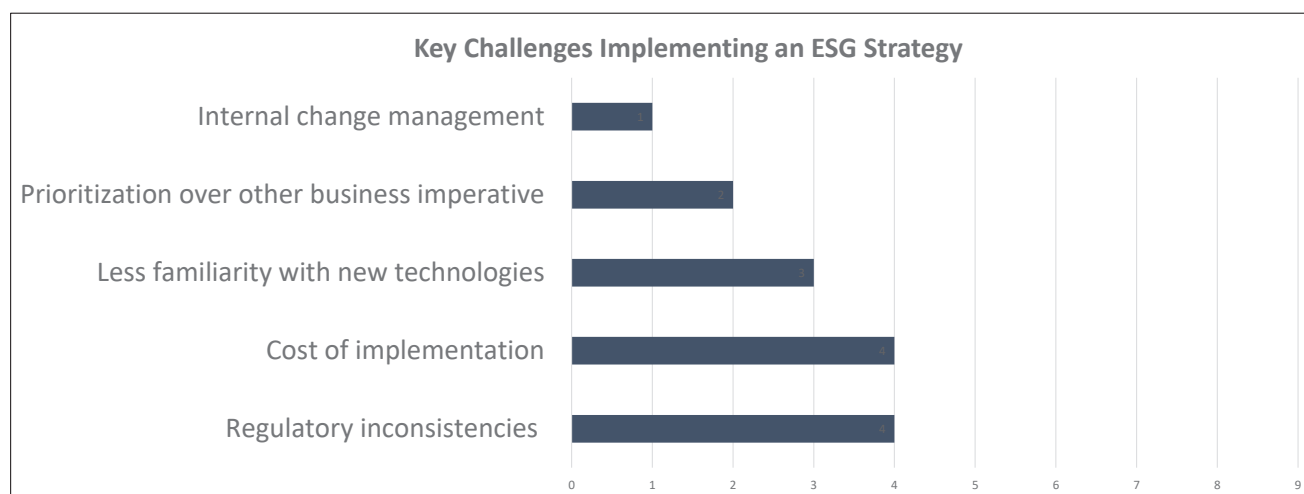 Key Challenges Implementing an ESG Strategy
Internal change management
1
Prioritization over other business imperative
2
Less familiarity with new technologies
3
Cost of implementation
4
Regulatory inconsistencies
4
0 1 2 3 4 5 6 7 8 9